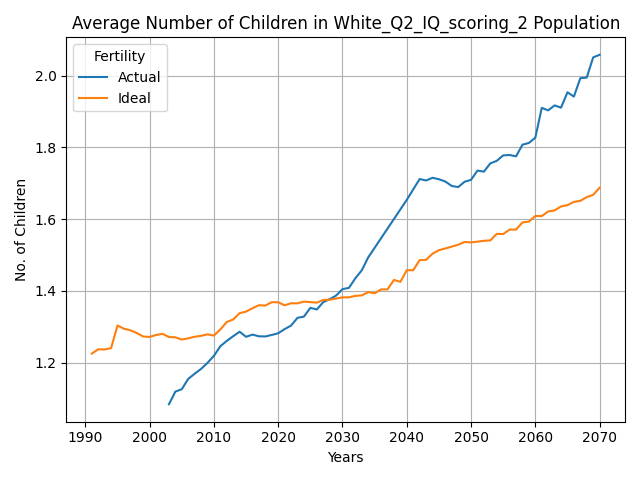 Average Number of Children in White_Q2_IQ_scoring_2 Population
Fertility
Actual
Ideal
No. of Children
2.0
1.8
1.6
1.4
1.2
1990 2000 2010 2020 2030 2040 2050 2060 2070
Years